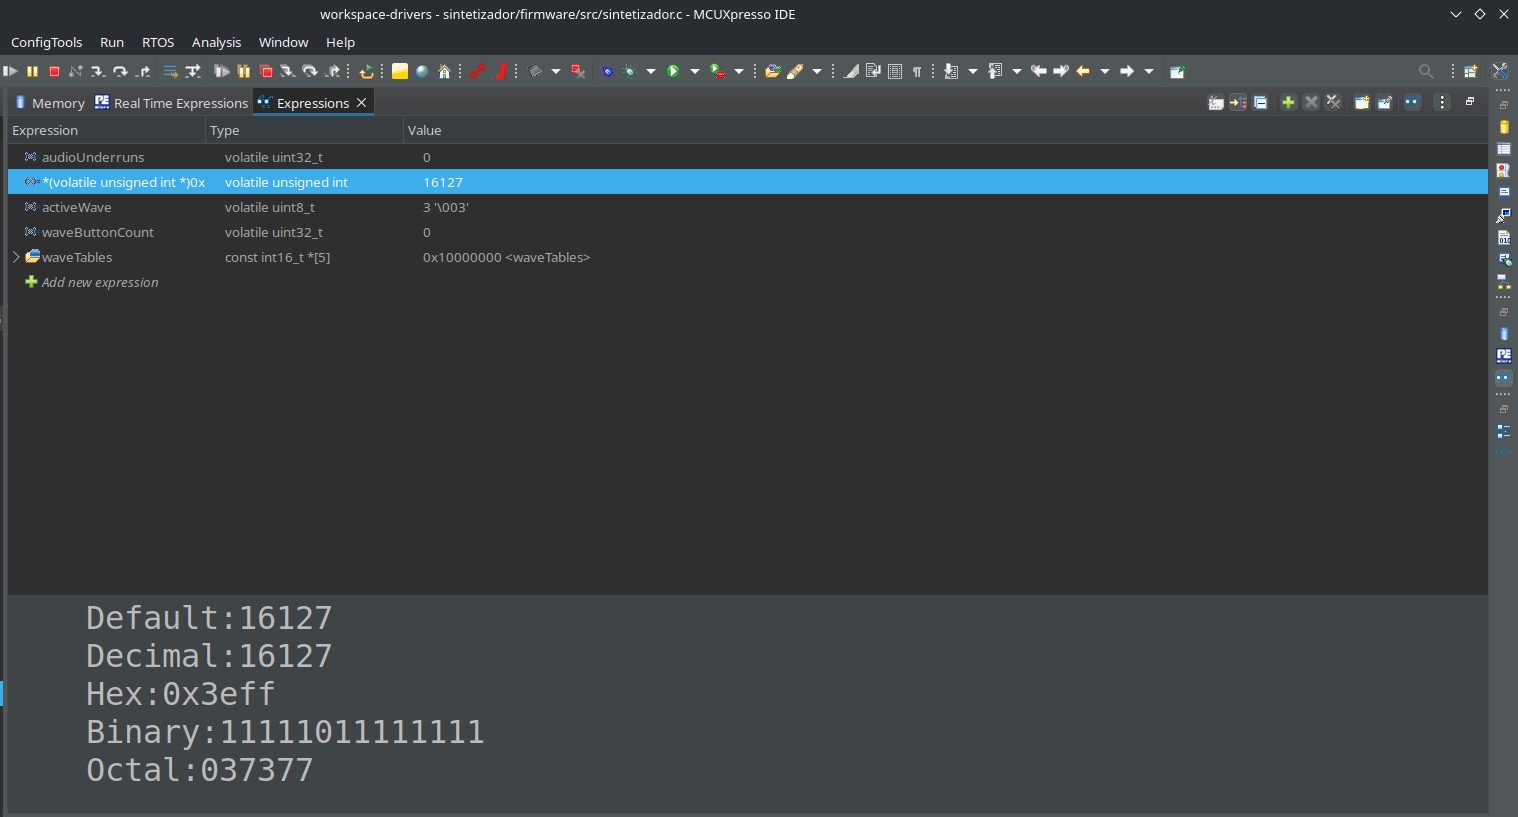 workspace-drivers - sintetizador/firmware/src/sintetizador.c - MCUXpresso IDE
ConfigTools Run RTOS Analysis Window Help
Memory Real Time Expressions Expressions
Expression Type Value
audioUnderruns volatile uint32_t 0
*(volatile unsigned int *)0x volatile unsigned int 16127
activeWave volatile uint8_t 3 '\003'
waveButtonCount volatile uint32_t 0
waveTables const int16_t *[5] 0x10000000 <waveTables>
Add new expression
Default:16127
Decimal:16127
Hex:0x3eff
Binary:11111011111111
Octal:037377